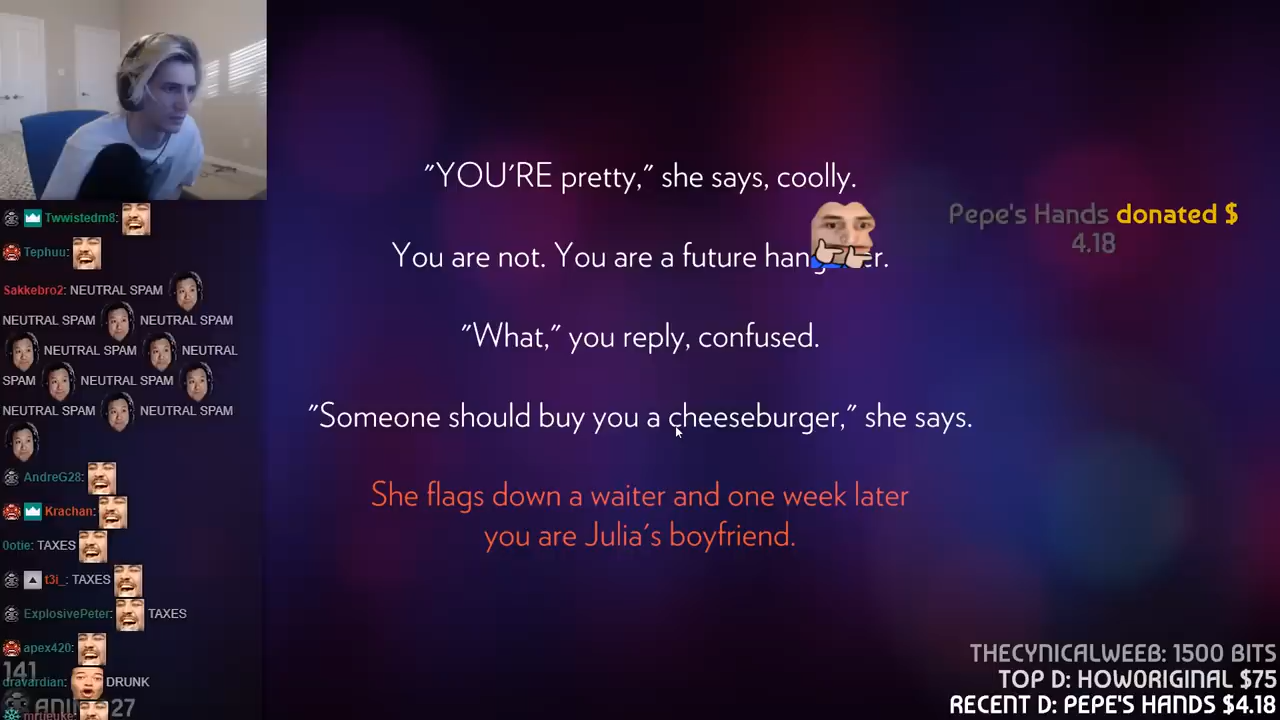 "YOU'RE pretty," she says, coolly.
You are not. You are a future han
"What," you reply, confused.
"Someone should buy you a cheeseburger," she says.
She flags down a waiter and one week later
you are Julia's boyfriend.
Pepe's Hands donated $
4.18
Twwistedm8:
Tephuu:
Sakkebro2: NEUTRAL SPAM
NEUTRAL SPAM NEUTRAL SPAM
NEUTRAL SPAM NEUTRAL
SPAM NEUTRAL SPAM
NEUTRAL SPAM NEUTRAL SPAM
AndreG28:
Krachan:
0otie: TAXES
t3i_: TAXES
ExplosivePeter: TAXES
apex420:
141
dravardian: DRUNK
27
THECYNICALWEEB: 1500 BITS
TOP D: HOWORIGINAL $75
RECENT D: PEPE'S HANDS $4.18